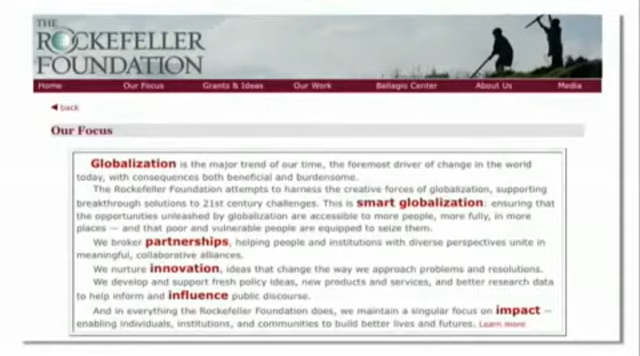 THE
ROCKEFELLER
FOUNDATION
Home Our Focus Grants & Ideas Our Work Bellagio Center About Us Media
back
Our Focus
Globalization is the major trend of our time, the foremost driver of change in the world
today, with consequences both beneficial and burdensome.
The Rockefeller Foundation attempts to harness the creative forces of globalization, supporting
breakthrough solutions to 21st century challenges. This is smart globalization: ensuring that
the opportunities unleashed by globalization are accessible to more people, more fully, in more
places — and that poor and vulnerable people are equipped to seize them.
We broker partnerships, helping people and institutions with diverse perspectives unite in
meaningful, collaborative alliances.
We nurture innovation, ideas that change the way we approach problems and resolutions.
We develop and support fresh policy ideas, new products and services, and better research data
to help inform and influence public discourse.
And in everything the Rockefeller Foundation does, we maintain a singular focus on impact —
enabling individuals, institutions, and communities to build better lives and futures. Learn more